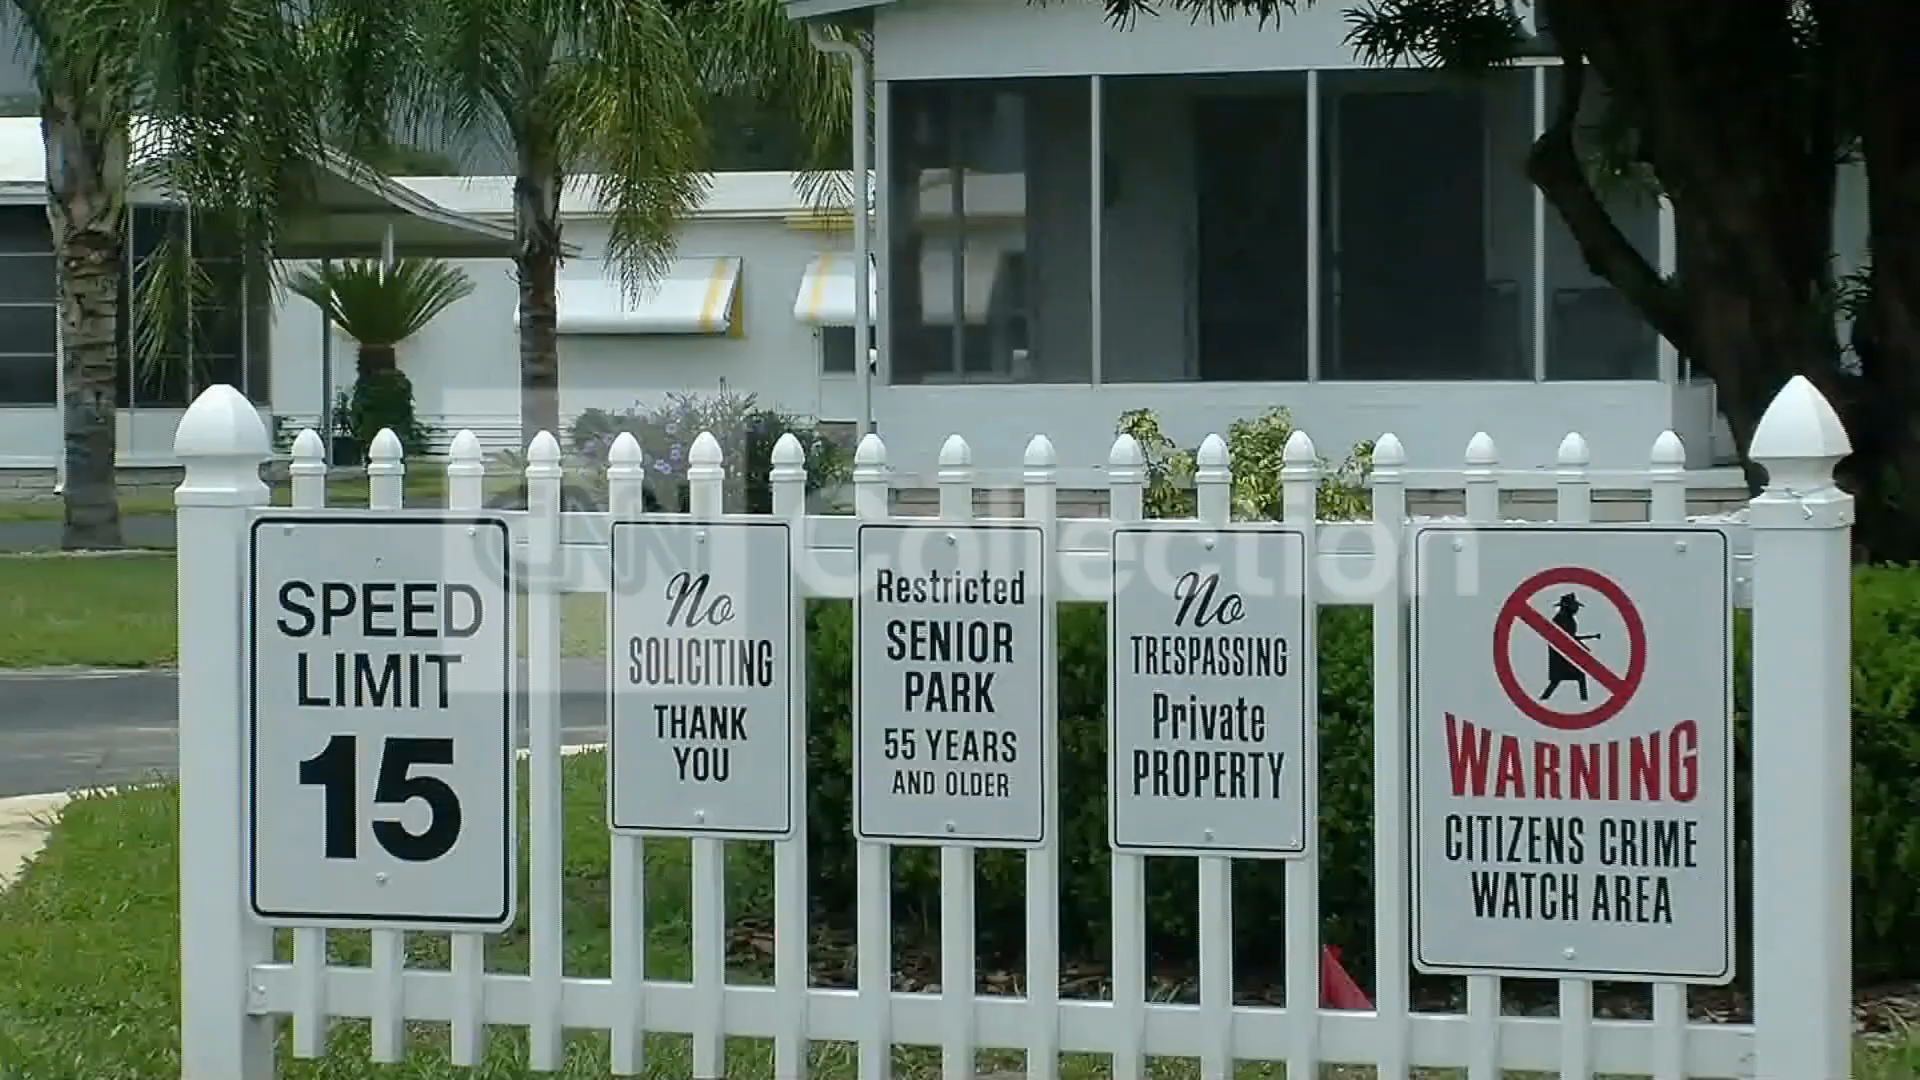 SPEED
LIMIT
15
No
SOLICITING
THANK
YOU
Restricted
SENIOR
PARK
55 YEARS
AND OLDER
No
TRESPASSING
Private
PROPERTY
WARNING
CITIZENS CRIME
WATCH AREA
CNN Collection